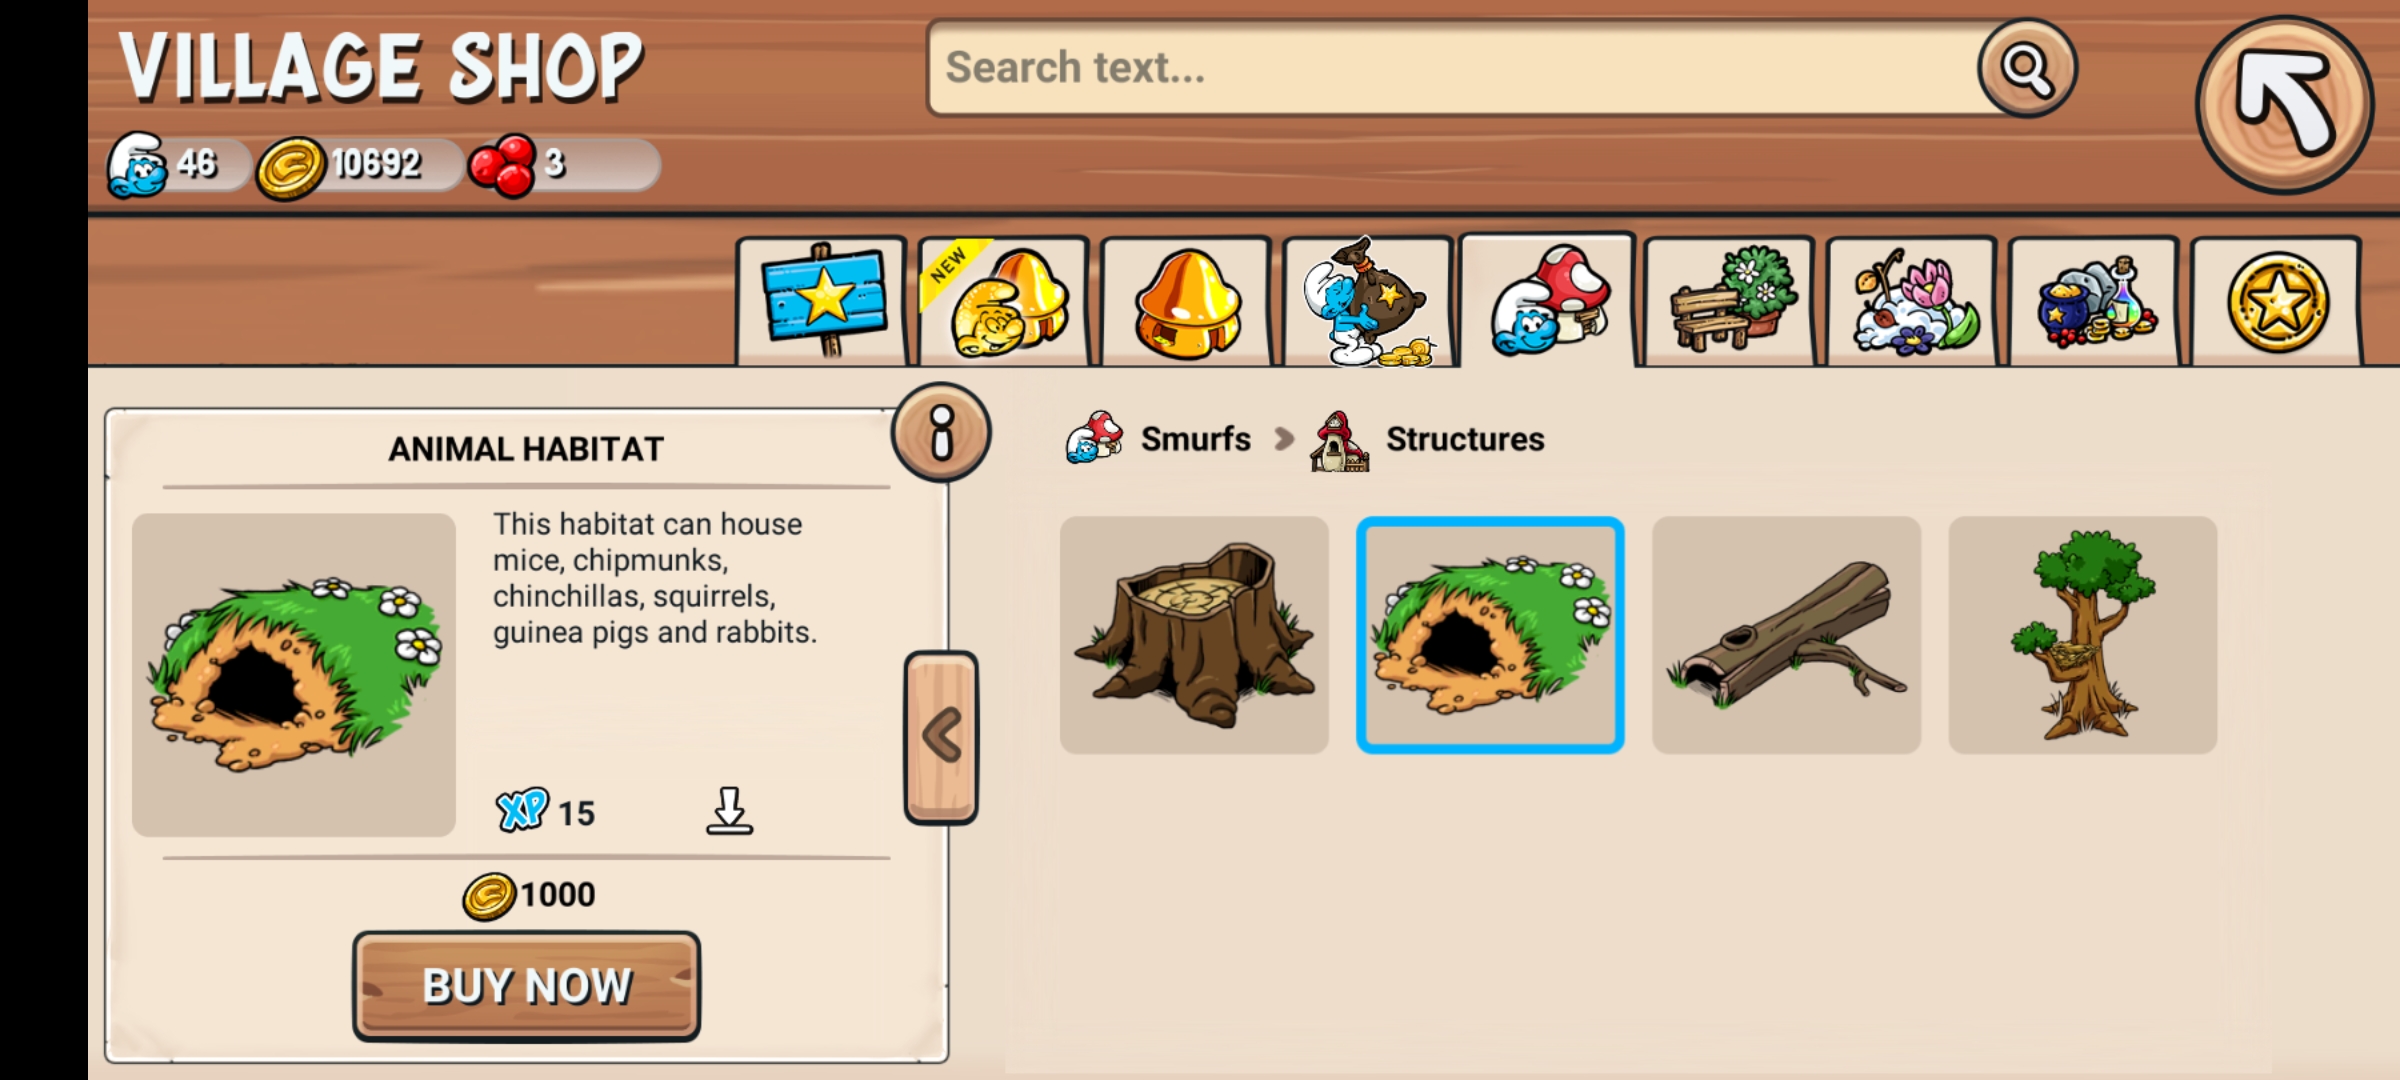 VILLAGE SHOP
Search text...
46
10692
3
NEW
ANIMAL HABITAT
This habitat can house
mice, chipmunks,
chinchillas, squirrels,
guinea pigs and rabbits.
XP 15
1000
BUY NOW
Smurfs
Structures